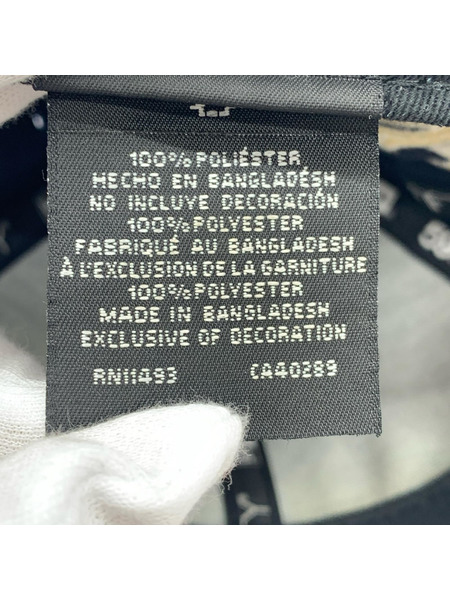 100% POLIÉSTER
HECHO EN BANGLADÉSH
NO INCLUYE DECORACIÓN
100% POLYESTER
FABRIQUÉ AU BANGLADESH
À L'EXCLUSION DE LA GARNITURE
100% POLYESTER
MADE IN BANGLADESH
EXCLUSIVE OF DECORATION
RN11493 CA40289